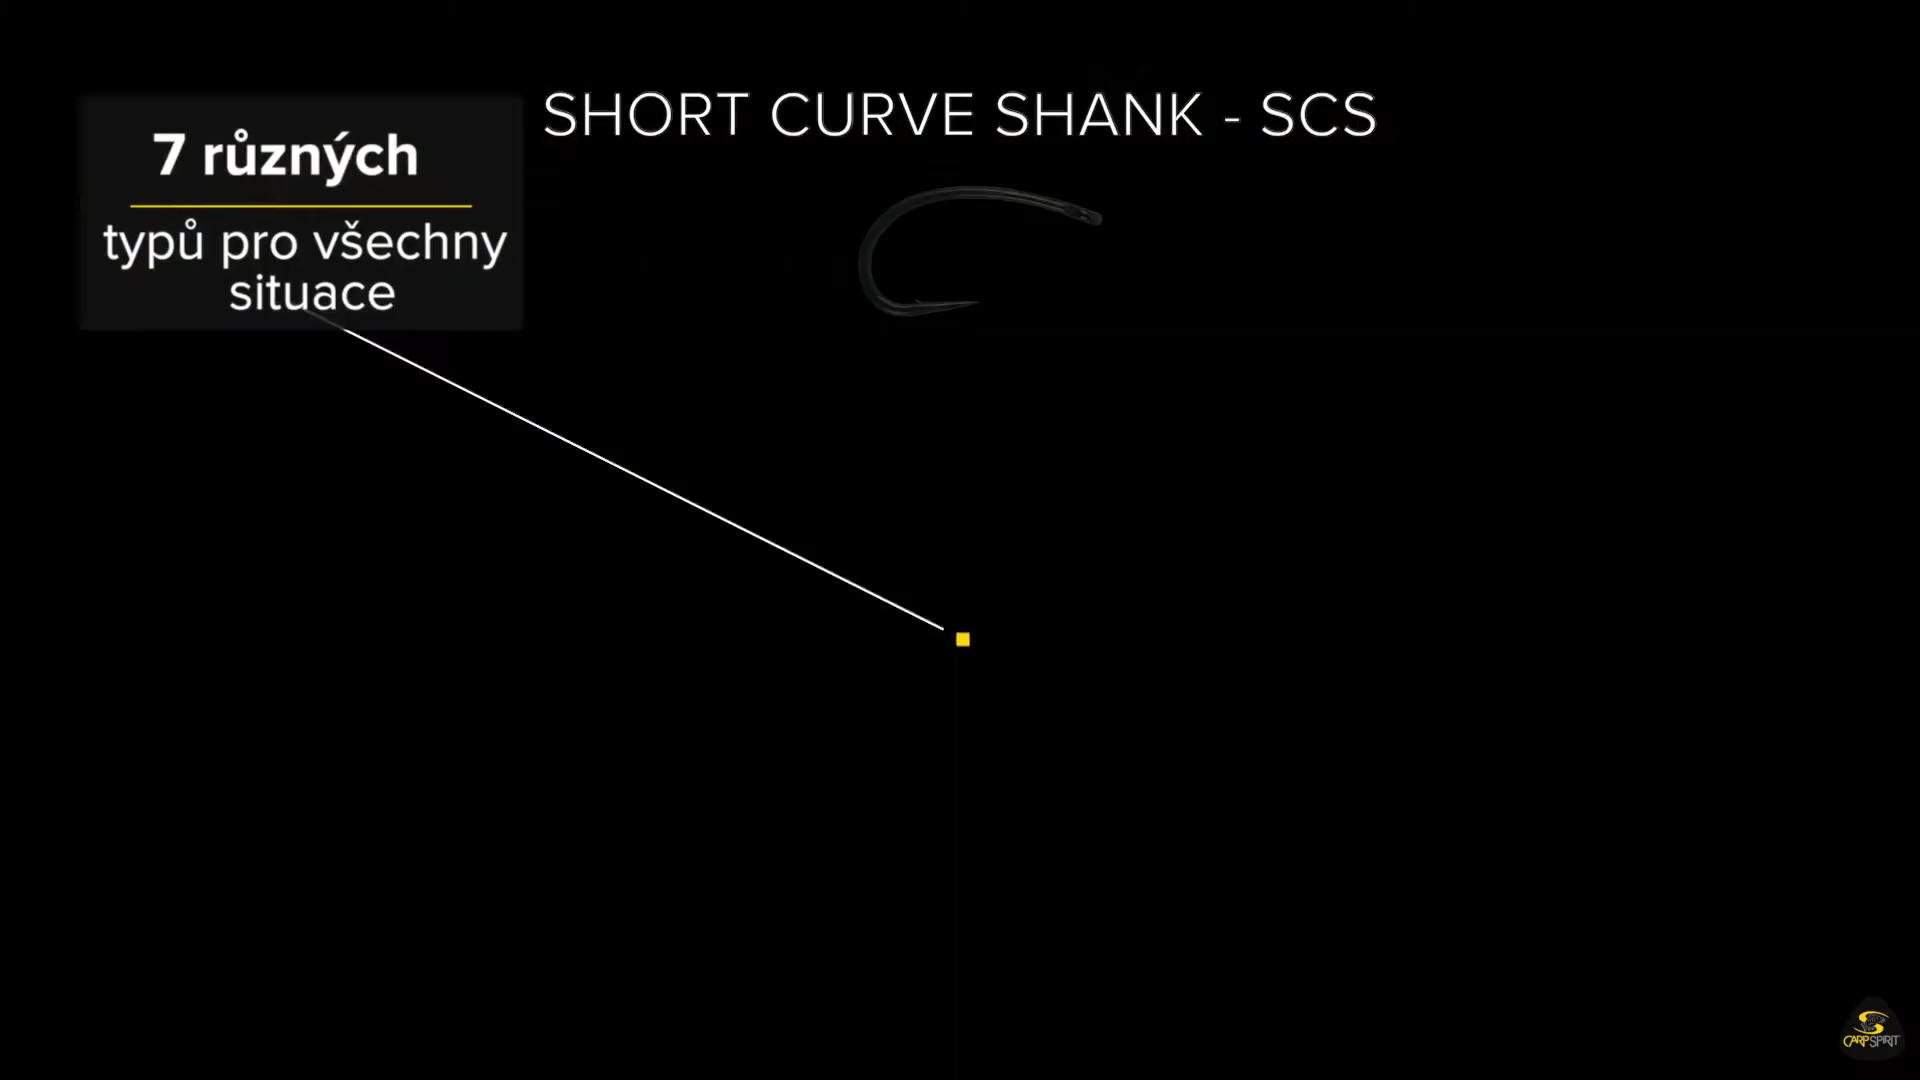 SHORT CURVE SHANK - SCS
7 různých
typů pro všechny
situace
CARP SPIRIT